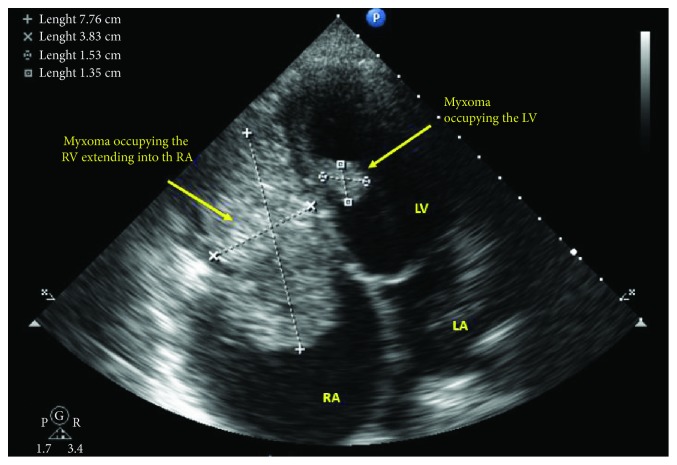 Lenght 7.76 cm
Lenght 3.83 cm
Lenght 1.53 cm
Lenght 1.35 cm
P
Myxoma
occupying the LV
Myxoma occupying the
RV extending into th RA
LV
LA
RA
G
P R
1.7 3.4